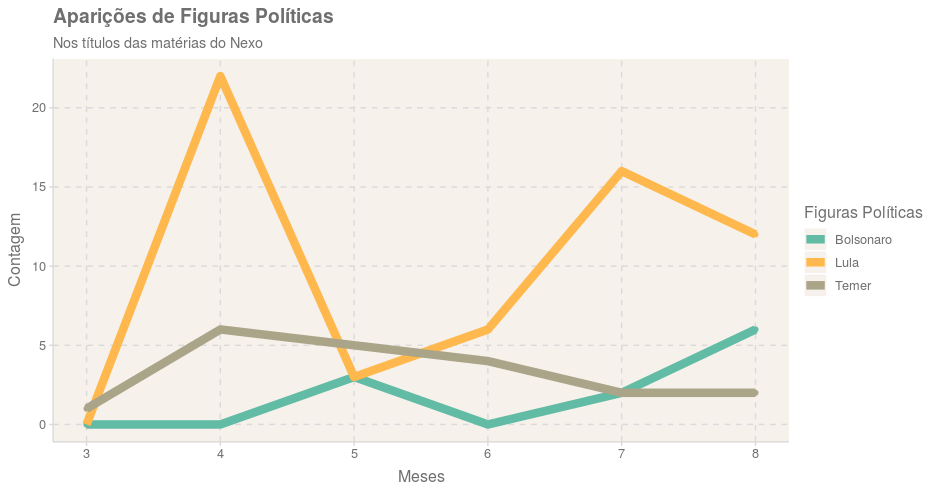 Aparições de Figuras Políticas
Nos títulos das matérias do Nexo
Contagem
20
15
10
5
0
3 4 5 6 7 8
Meses
Figuras Políticas
Bolsonaro
Lula
Temer